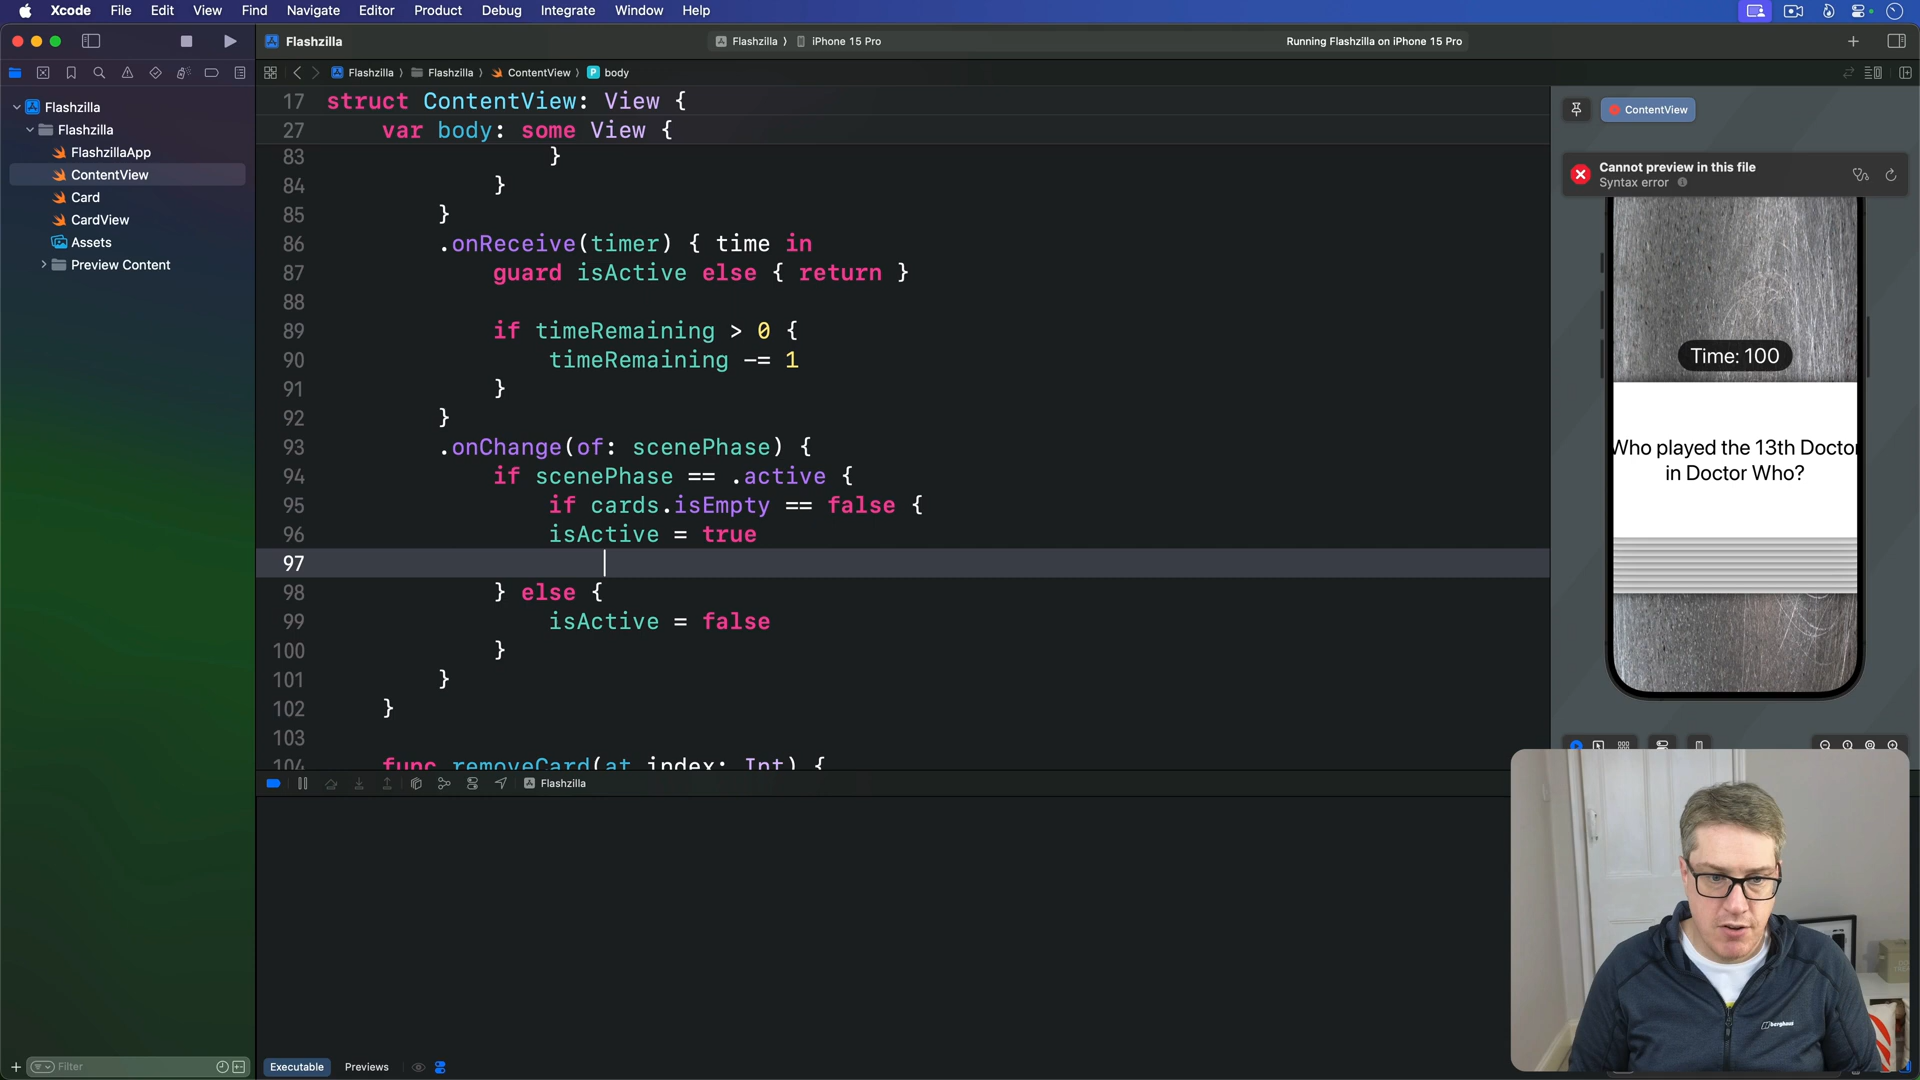 Xcode File Edit View Find Navigate Editor Product Debug Integrate Window Help
Flashzilla
Flashzilla 〉 iPhone 15 Pro
Running Flashzilla on iPhone 15 Pro
Flashzilla 〉 Flashzilla 〉 ContentView 〉 P body
Flashzilla
Flashzilla
FlashzillaApp
ContentView
Card
CardView
Assets
Preview Content
17 struct ContentView: View {
27 var body: some View {
83 }
84 }
85 }
86 .onReceive(timer) { time in
87 guard isActive else { return }
88
89 if timeRemaining > 0 {
90 timeRemaining -= 1
91 }
92 }
93 .onChange(of: scenePhase) {
94 if scenePhase == .active {
95 if cards.isEmpty == false {
96 isActive = true
97
98 } else {
99 isActive = false
100 }
101 }
102 }
103
104 func removeCard(at index: Int) {
ContentView
Cannot preview in this file
Syntax error
Time: 100
Who played the 13th Doctor
in Doctor Who?
Flashzilla
berghaus
Filter
Executable Previews